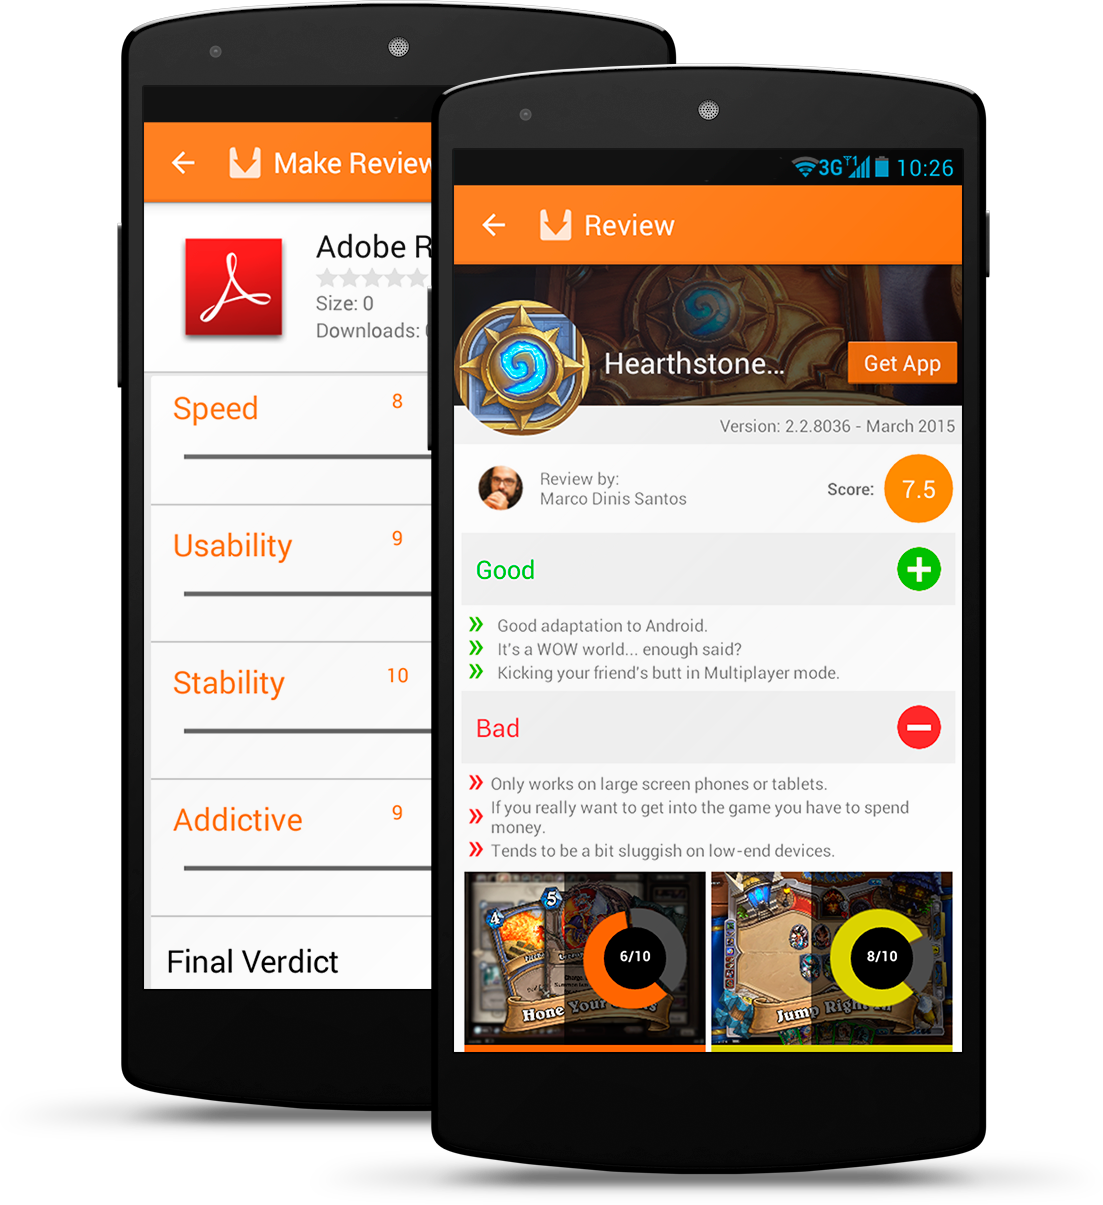 Make Review
Adobe R
Size: 0
Downloads:
Speed 8
Usability 9
Stability 10
Addictive 9
Final Verdict
3G 10:26
Review
Hearthstone...
Get App
Version: 2.2.8036 - March 2015
Review by:
Marco Dinis Santos
Score: 7.5
Good
Good adaptation to Android.
It's a WOW world... enough said?
Kicking your friend's butt in Multiplayer mode.
Bad
Only works on large screen phones or tablets.
If you really want to get into the game you have to spend
money.
Tends to be a bit sluggish on low-end devices.
4 5
6/10
8/10
Hone Your
Jump Right In